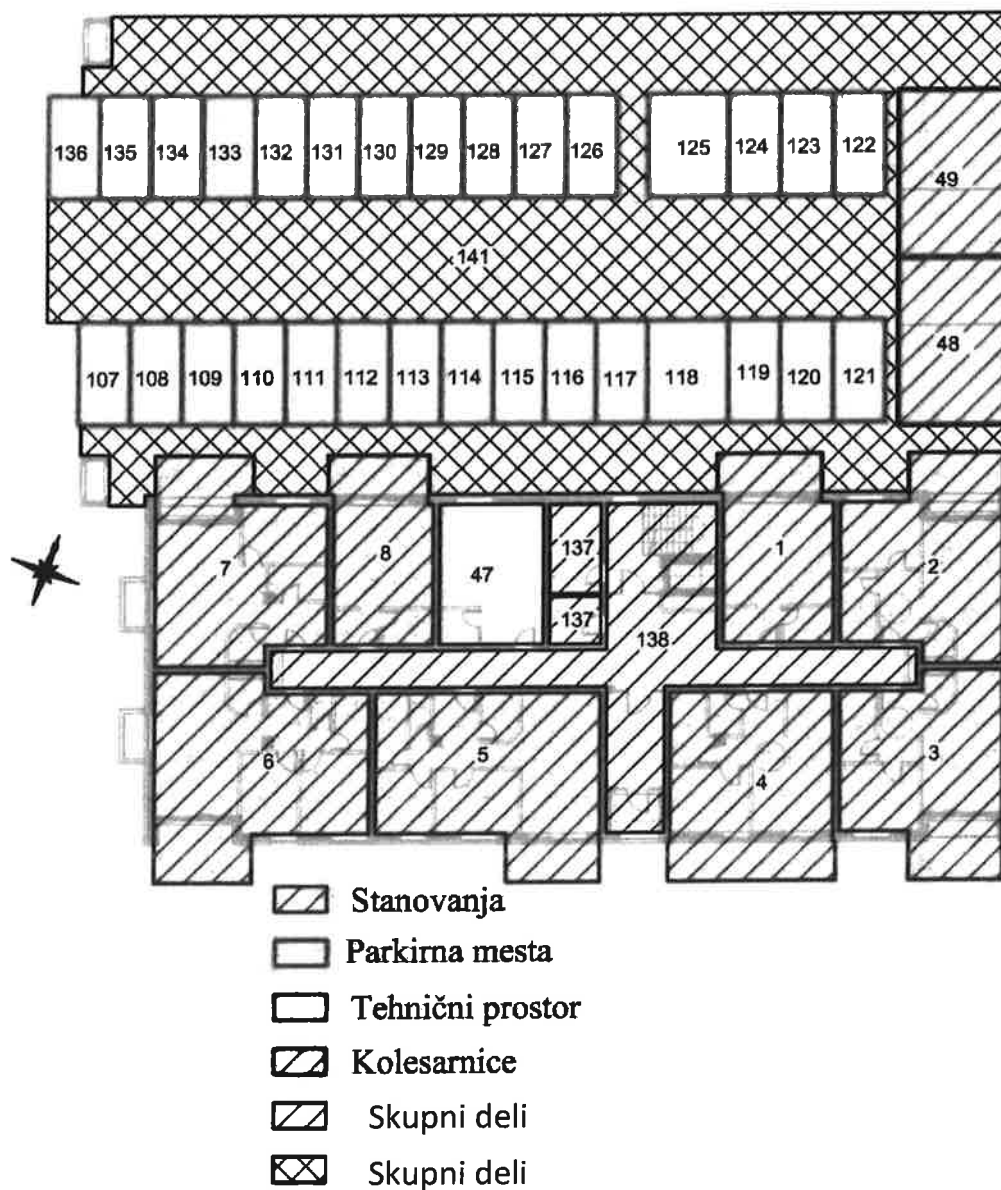 136 135 134 133 132 131 130 129 128 127 126 125 124 123 122
49
141
48
107 108 109 110 111 112 113 114 115 116 117 118 119 120 121
7 8 47 137 1 2
137
138
6 5 4 3
Stanovanja
Parkirna mesta
Tehnični prostor
Kolesarnice
Skupni deli
Skupni deli